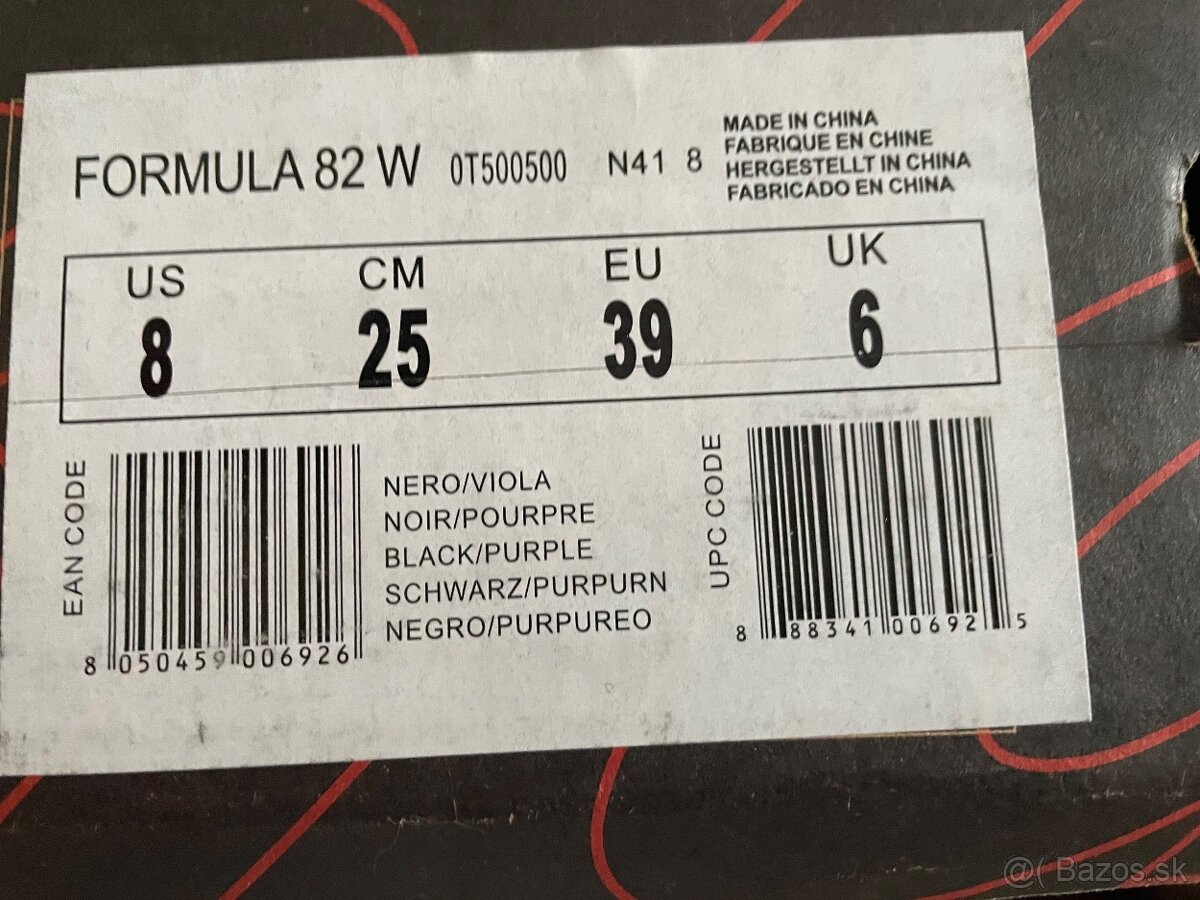 FORMULA 82 W 0T500500 N41 8
MADE IN CHINA
FABRIQUE EN CHINE
HERGESTELLT IN CHINA
FABRICADO EN CHINA
US CM EU UK
8 25 39 6
EAN CODE
8 050459 006926
NERO/VIOLA
NOIR/POURPRE
BLACK/PURPLE
SCHWARZ/PURPURN
NEGRO/PURPUREO
UPC CODE
8 88341 00692 5
@( Bazos.sk